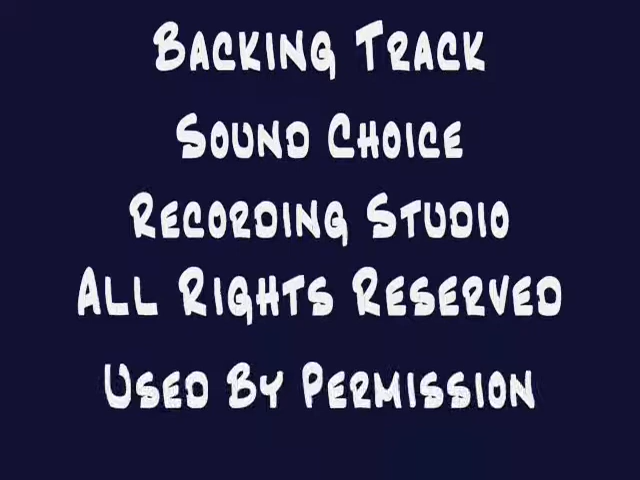 Backing Track
Sound Choice
Recording Studio
All Rights Reserved
Used By Permission